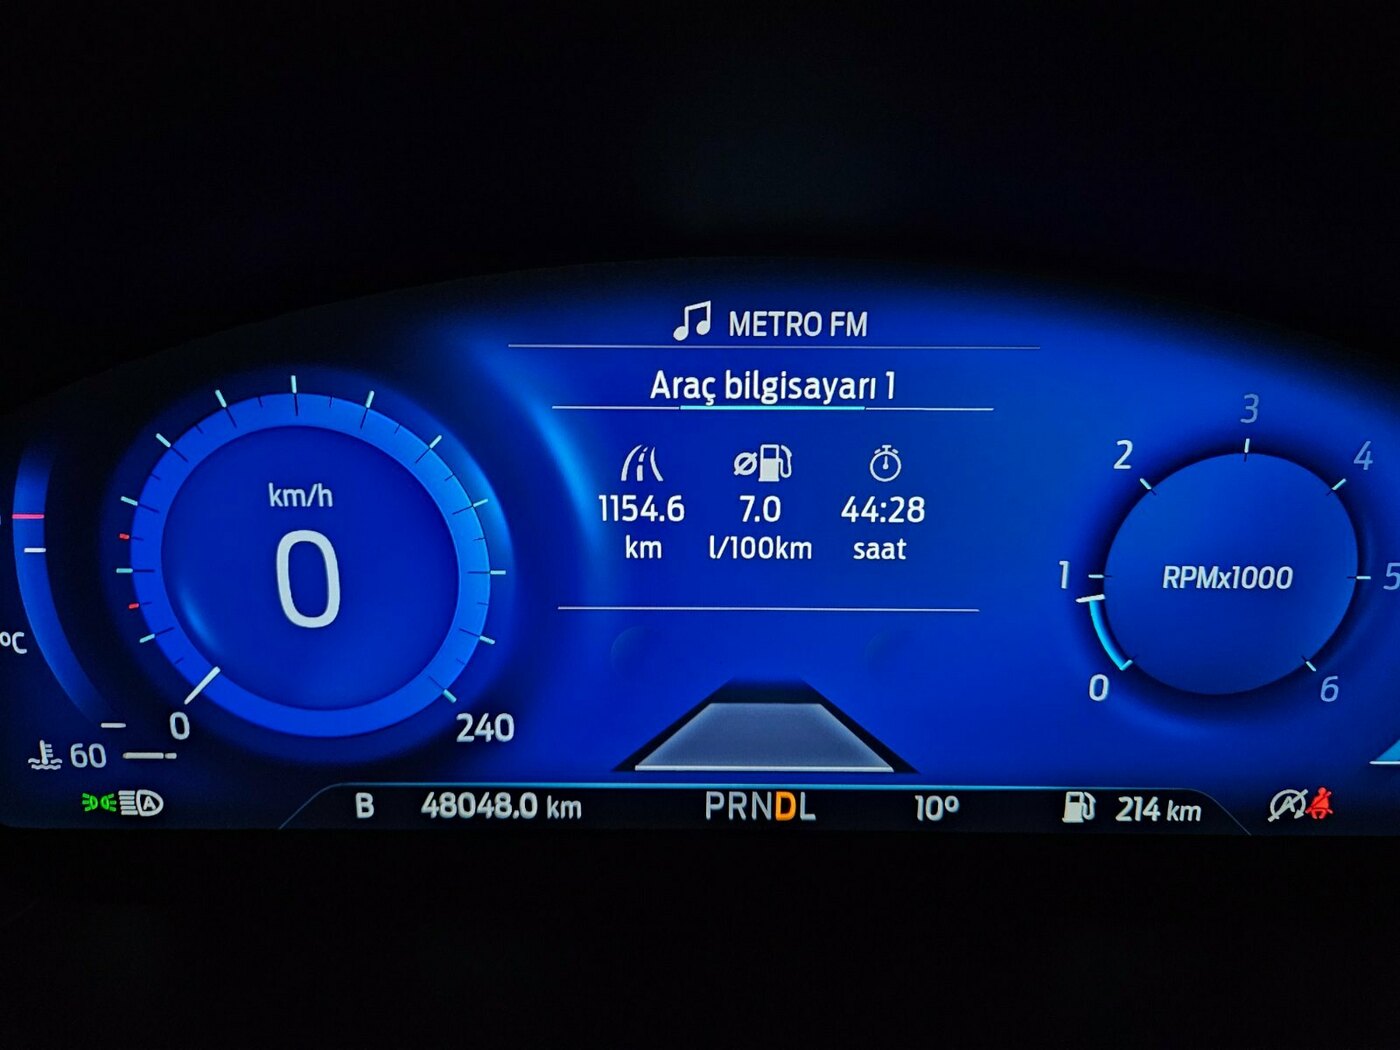 METRO FM
Araç bilgisayarı 1
1154.6 7.0 44:28
km l/100km saat
km/h
0
0 240
°C
60
3
2 4
1 5
RPMx1000
0 6
A
B 48048.0 km PRNDL 10° 214 km A